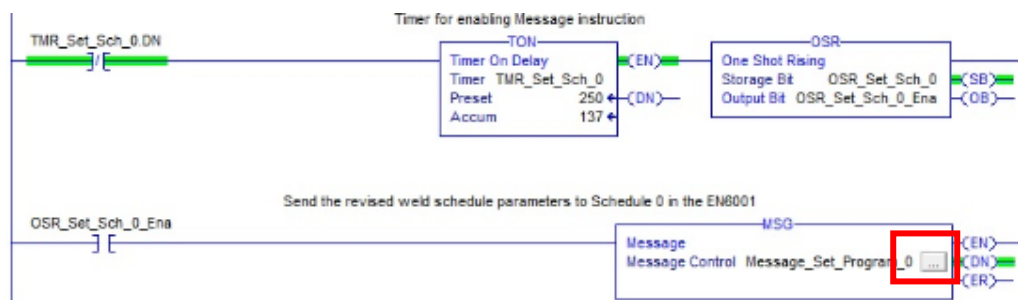 Timer for enabling Message instruction
TMR_Set_Sch_0.DN
TON
Timer On Delay
Timer TMR_Set_Sch_0
Preset 250
Accum 137
(EN)
(DN)
OSR
One Shot Rising
Storage Bit OSR_Set_Sch_0
Output Bit OSR_Set_Sch_0_Ena
(SB)
(OB)
Send the revised weld schedule parameters to Schedule 0 in the EN6001
OSR_Set_Sch_0_Ena
MSG
Message
Message Control Message_Set_Program_0 ...
(EN)
(DN)
(ER)